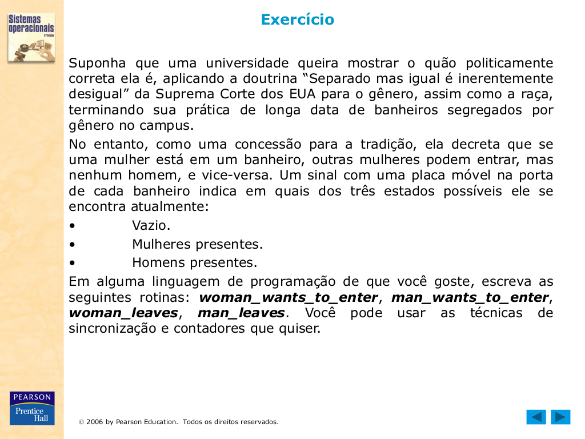 Exercício
Sistemas
operacionais
Suponha que uma universidade queira mostrar o quão politicamente
correta ela é, aplicando a doutrina “Separado mas igual é inerentemente
desigual” da Suprema Corte dos EUA para o gênero, assim como a raça,
terminando sua prática de longa data de banheiros segregados por
gênero no campus.
No entanto, como uma concessão para a tradição, ela decreta que se
uma mulher está em um banheiro, outras mulheres podem entrar, mas
nenhum homem, e vice-versa. Um sinal com uma placa móvel na porta
de cada banheiro indica em quais dos três estados possíveis ele se
encontra atualmente:
• Vazio.
• Mulheres presentes.
• Homens presentes.
Em alguma linguagem de programação de que você goste, escreva as
seguintes rotinas: woman_wants_to_enter, man_wants_to_enter,
woman_leaves, man_leaves. Você pode usar as técnicas de
sincronização e contadores que quiser.
PEARSON
Prentice
Hall
© 2006 by Pearson Education. Todos os direitos reservados.